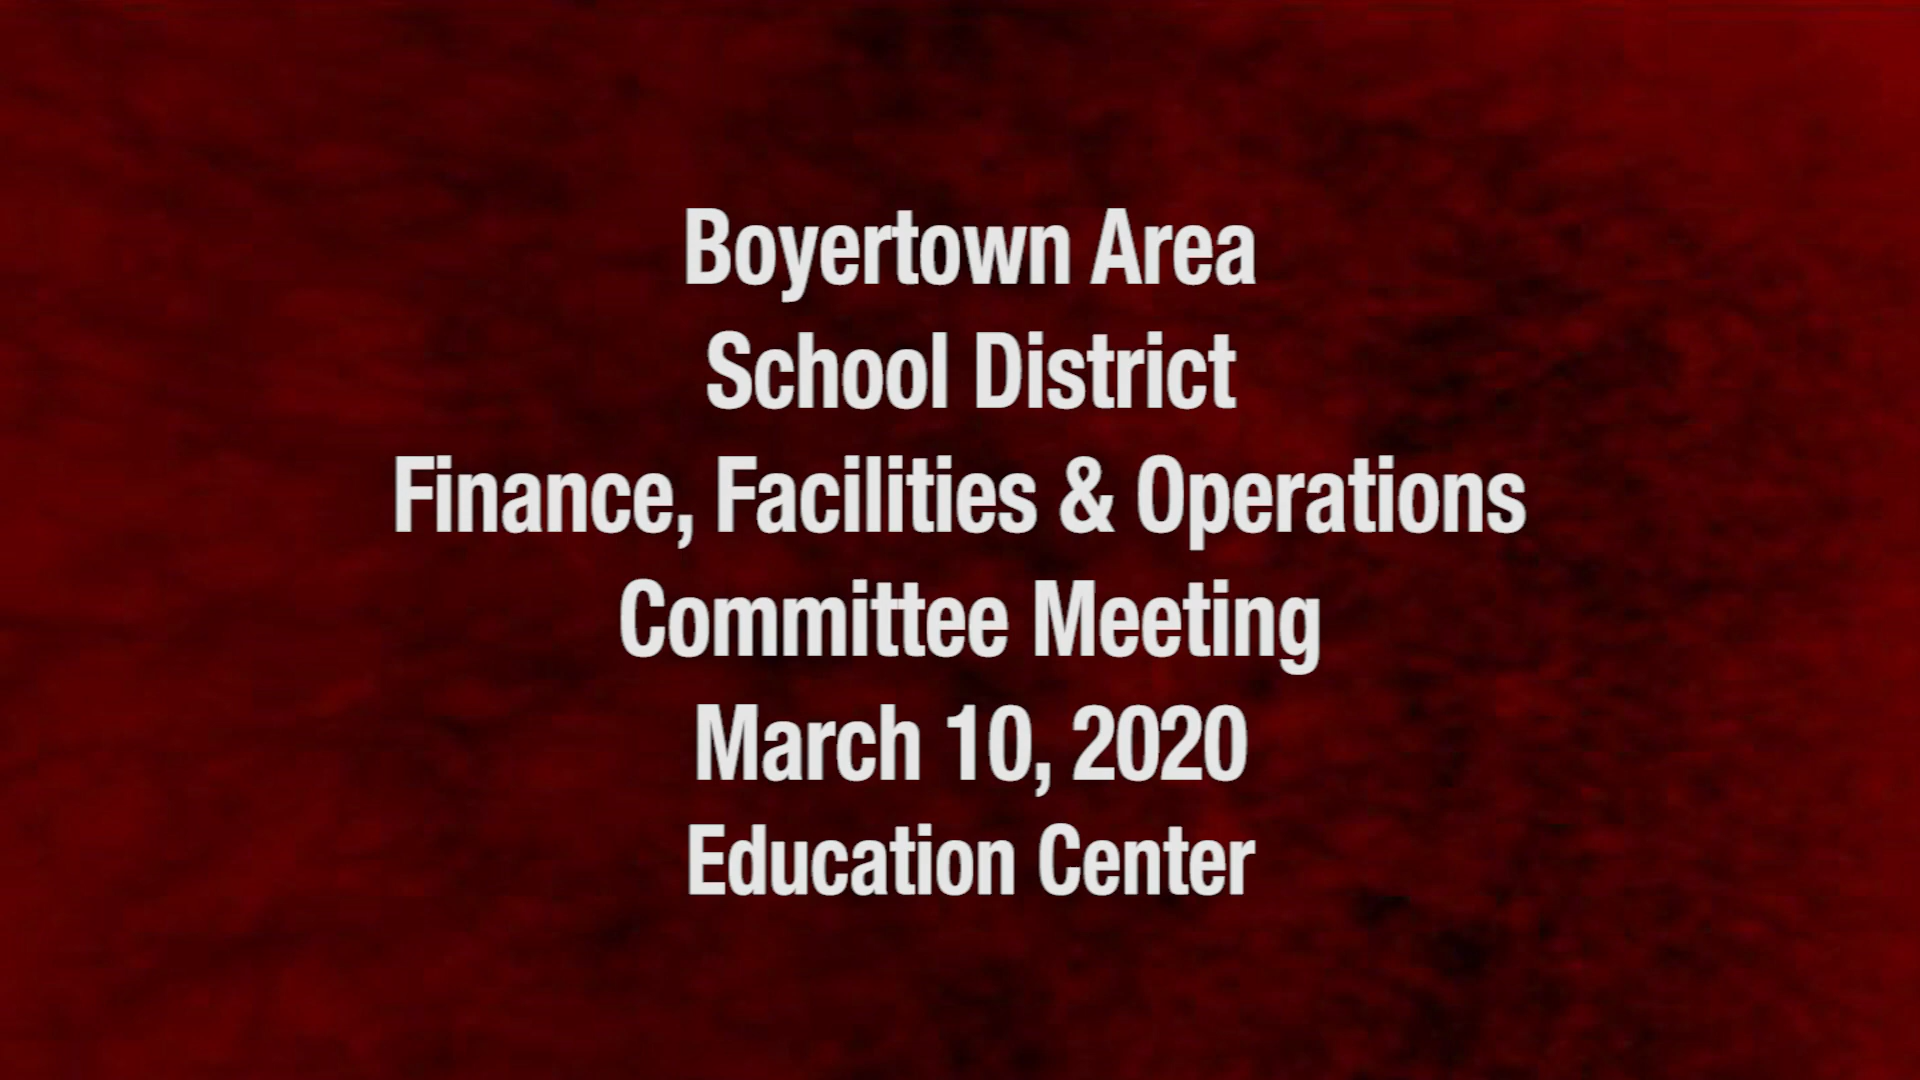 Boyertown Area
School District
Finance, Facilities & Operations
Committee Meeting
March 10, 2020
Education Center